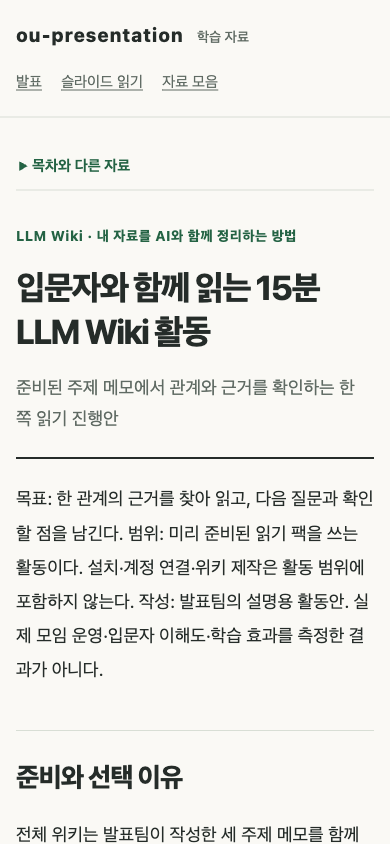 ou-presentation 학습 자료
발표 슬라이드 읽기 자료 모음
▶ 목차와 다른 자료
LLM Wiki · 내 자료를 AI와 함께 정리하는 방법
입문자와 함께 읽는 15분
LLM Wiki 활동
준비된 주제 메모에서 관계와 근거를 확인하는 한
쪽 읽기 진행안
목표: 한 관계의 근거를 찾아 읽고, 다음 질문과 확인
할 점을 남긴다. 범위: 미리 준비된 읽기 팩을 쓰는
활동이다. 설치·계정 연결·위키 제작은 활동 범위에
포함하지 않는다. 작성: 발표팀의 설명용 활동안. 실
제 모임 운영·입문자 이해도·학습 효과를 측정한 결
과가 아니다.
준비와 선택 이유
전체 위키는 발표팀이 작성한 세 주제 메모를 함께